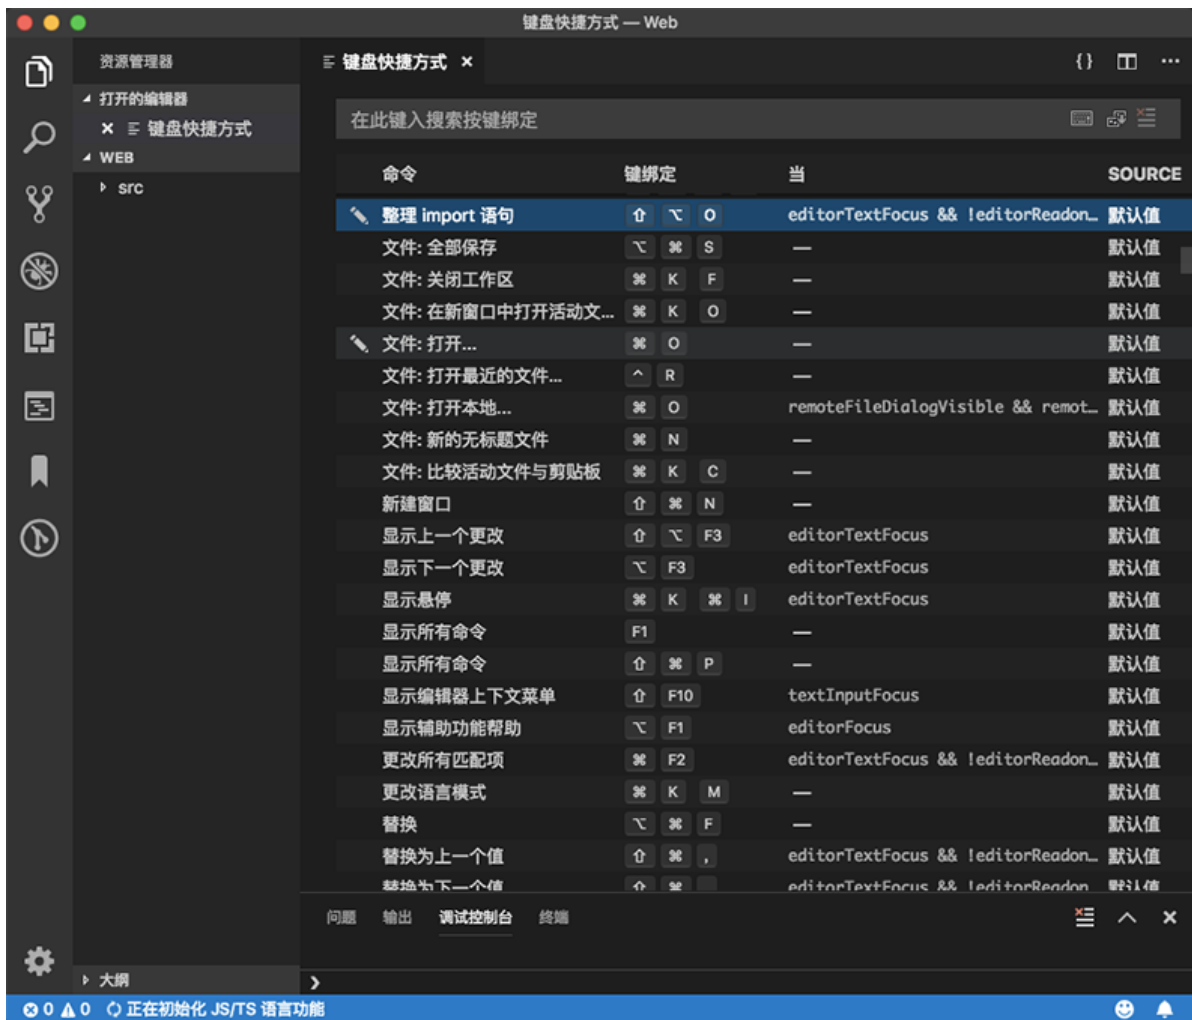 键盘快捷方式 — Web
资源管理器
打开的编辑器
键盘快捷方式
WEB
src
大纲
键盘快捷方式
在此键入搜索按键绑定
命令 键绑定 当 SOURCE
整理 import 语句 ⇧ ⌥ O editorTextFocus && !editorReadon… 默认值
文件: 全部保存 ⌥ ⌘ S — 默认值
文件: 关闭工作区 ⌘ K F — 默认值
文件: 在新窗口中打开活动文... ⌘ K O — 默认值
文件: 打开... ⌘ O — 默认值
文件: 打开最近的文件... ^ R — 默认值
文件: 打开本地... ⌘ O remoteFileDialogVisible && remot… 默认值
文件: 新的无标题文件 ⌘ N — 默认值
文件: 比较活动文件与剪贴板 ⌘ K C — 默认值
新建窗口 ⇧ ⌘ N — 默认值
显示上一个更改 ⇧ ⌥ F3 editorTextFocus 默认值
显示下一个更改 ⌥ F3 editorTextFocus 默认值
显示悬停 ⌘ K ⌘ I editorTextFocus 默认值
显示所有命令 F1 — 默认值
显示所有命令 ⇧ ⌘ P — 默认值
显示编辑器上下文菜单 ⇧ F10 textInputFocus 默认值
显示辅助功能帮助 ⌥ F1 editorFocus 默认值
更改所有匹配项 ⌘ F2 editorTextFocus && !editorReadon… 默认值
更改语言模式 ⌘ K M — 默认值
替换 ⌥ ⌘ F — 默认值
替换为上一个值 ⇧ ⌘ , editorTextFocus && !editorReadon… 默认值
替换为下一个值 ⇧ ⌘ editorTextFocus && !editorReadon 默认值
问题 输出 调试控制台 终端
0 0 正在初始化 JS/TS 语言功能